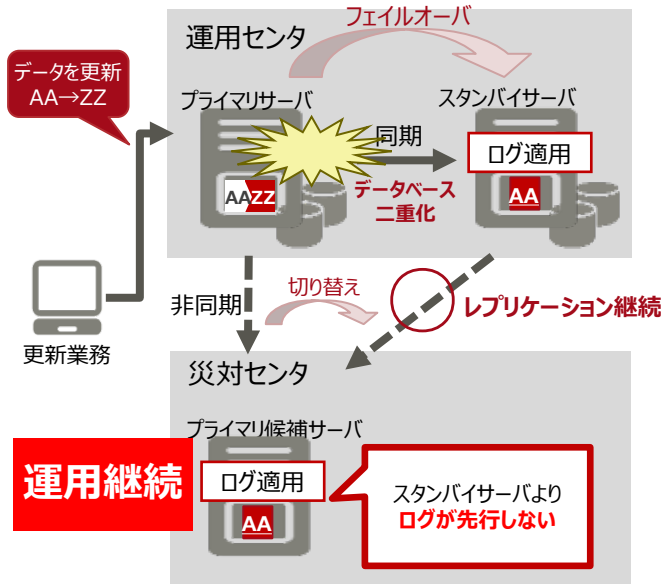 フェイルオーバ
運用センタ
データを更新
AA→ZZ
プライマリサーバ
スタンバイサーバ
同期
ログ適用
AAZZ
データベース
二重化
AA
非同期
切り替え
レプリケーション継続
更新業務
災対センタ
プライマリ候補サーバ
運用継続
ログ適用
AA
スタンバイサーバより
ログが先行しない